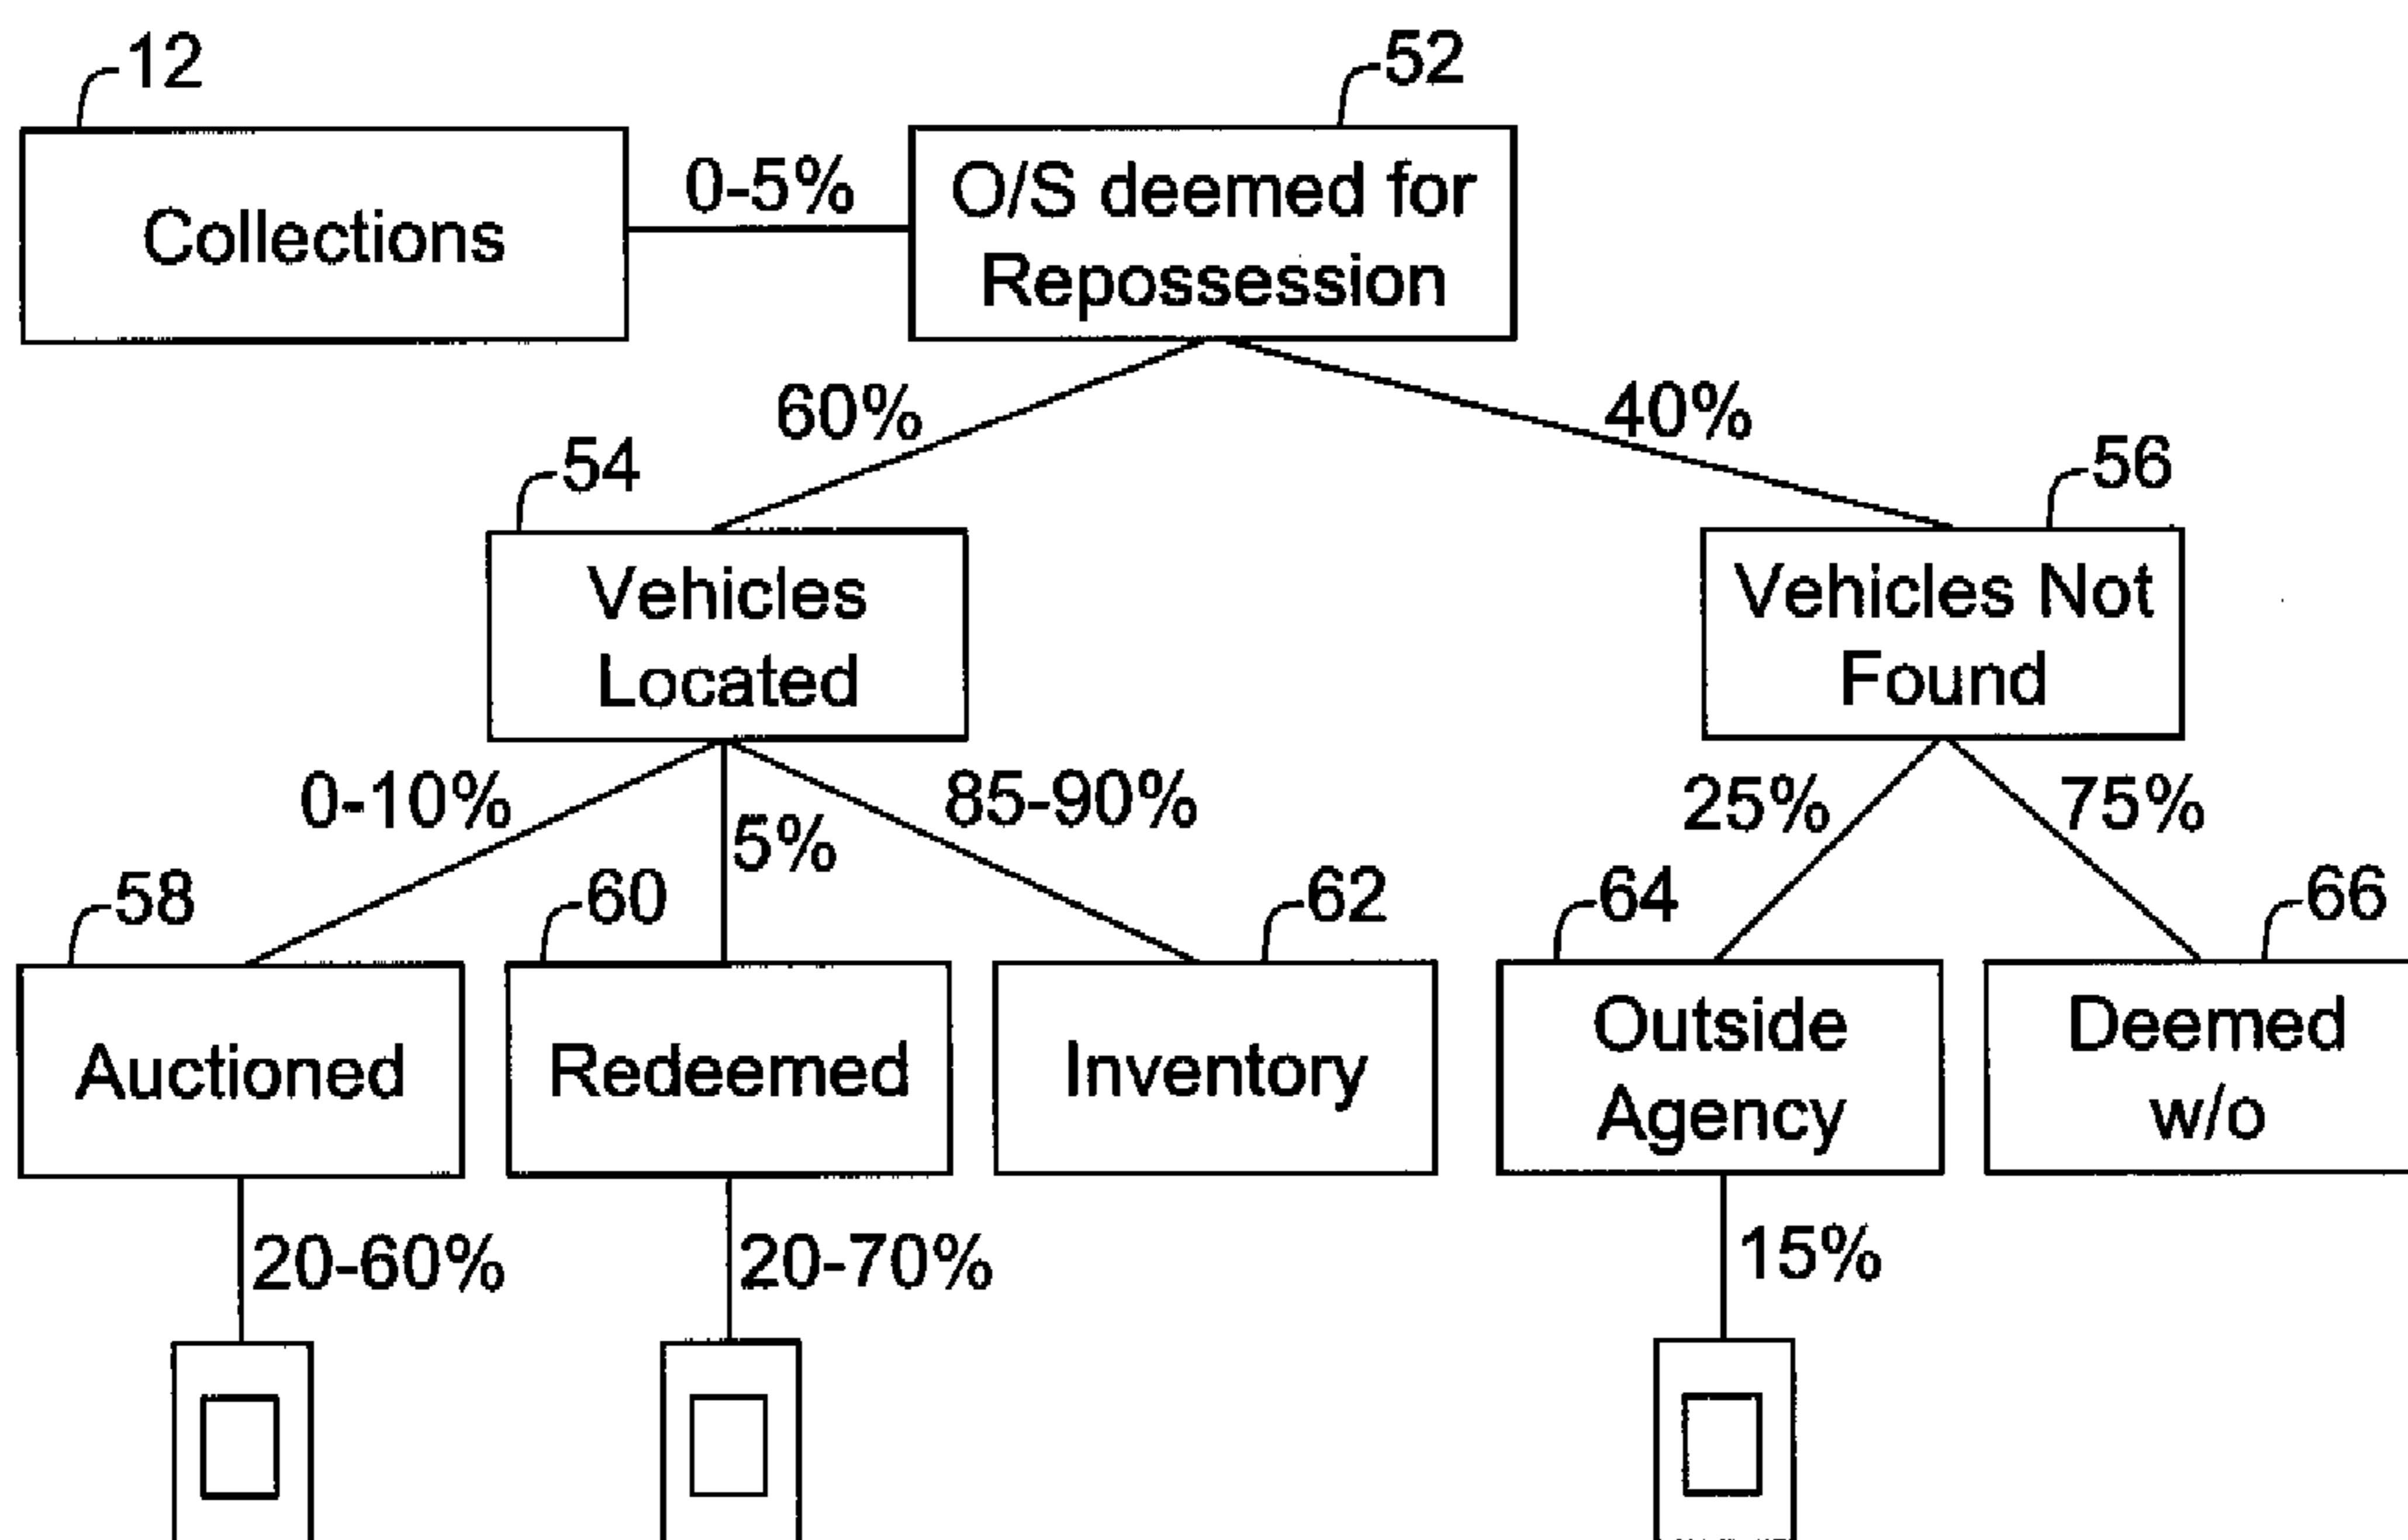 12
52
Collections
0-5%
O/S deemed for
Repossession
60%
40%
54
56
Vehicles
Located
Vehicles Not
Found
0-10%
5%
85-90%
25%
75%
58
60
62
64
66
Auctioned
Redeemed
Inventory
Outside
Agency
Deemed
w/o
20-60%
20-70%
15%